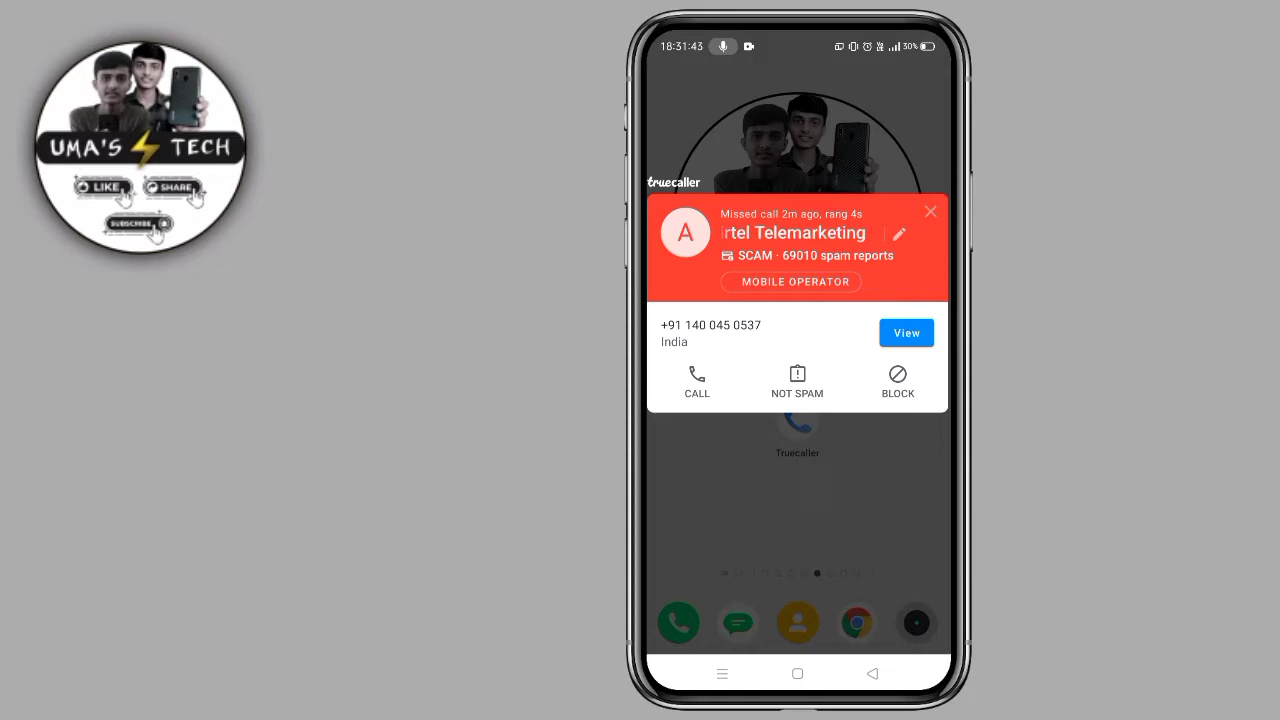 UMA'S TECH
LIKE
SHARE
SUBSCRIBE
18:31:43
30%
truecaller
Missed call 2m ago, rang 4s
rtel Telemarketing
A
SCAM · 69010 spam reports
MOBILE OPERATOR
+91 140 045 0537
India
View
CALL
NOT SPAM
BLOCK
Truecaller